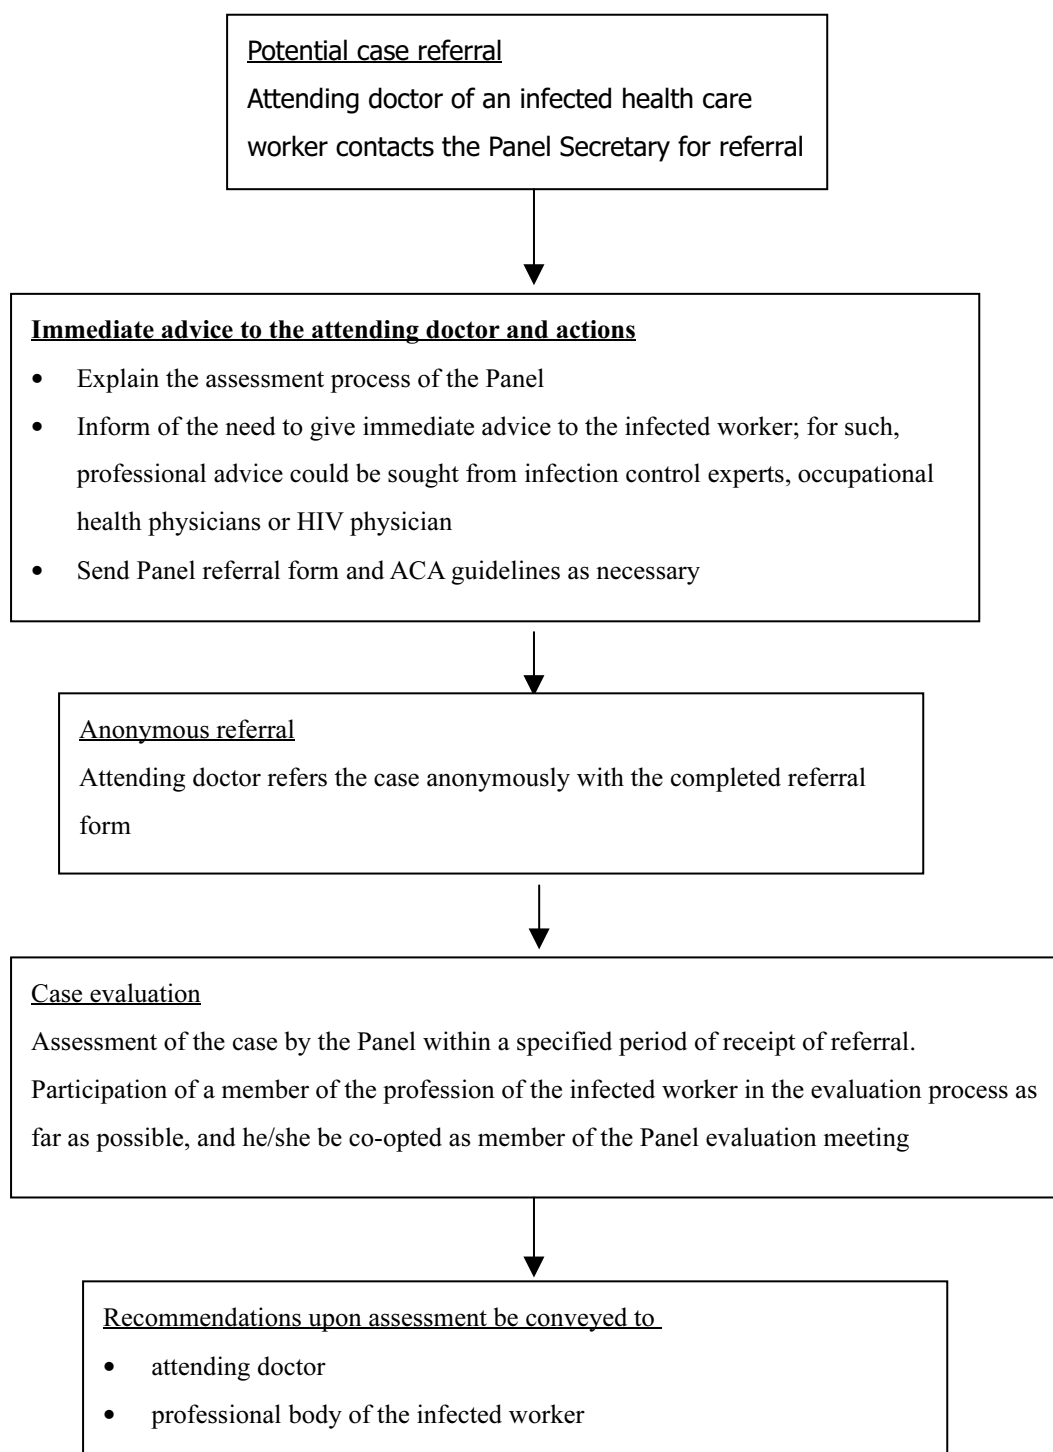 Potential case referral
Attending doctor of an infected health care
worker contacts the Panel Secretary for referral
Immediate advice to the attending doctor and actions
• Explain the assessment process of the Panel
• Inform of the need to give immediate advice to the infected worker; for such,
professional advice could be sought from infection control experts, occupational
health physicians or HIV physician
• Send Panel referral form and ACA guidelines as necessary
Anonymous referral
Attending doctor refers the case anonymously with the completed referral
form
Case evaluation
Assessment of the case by the Panel within a specified period of receipt of referral.
Participation of a member of the profession of the infected worker in the evaluation process as
far as possible, and he/she be co-opted as member of the Panel evaluation meeting
Recommendations upon assessment be conveyed to
• attending doctor
• professional body of the infected worker